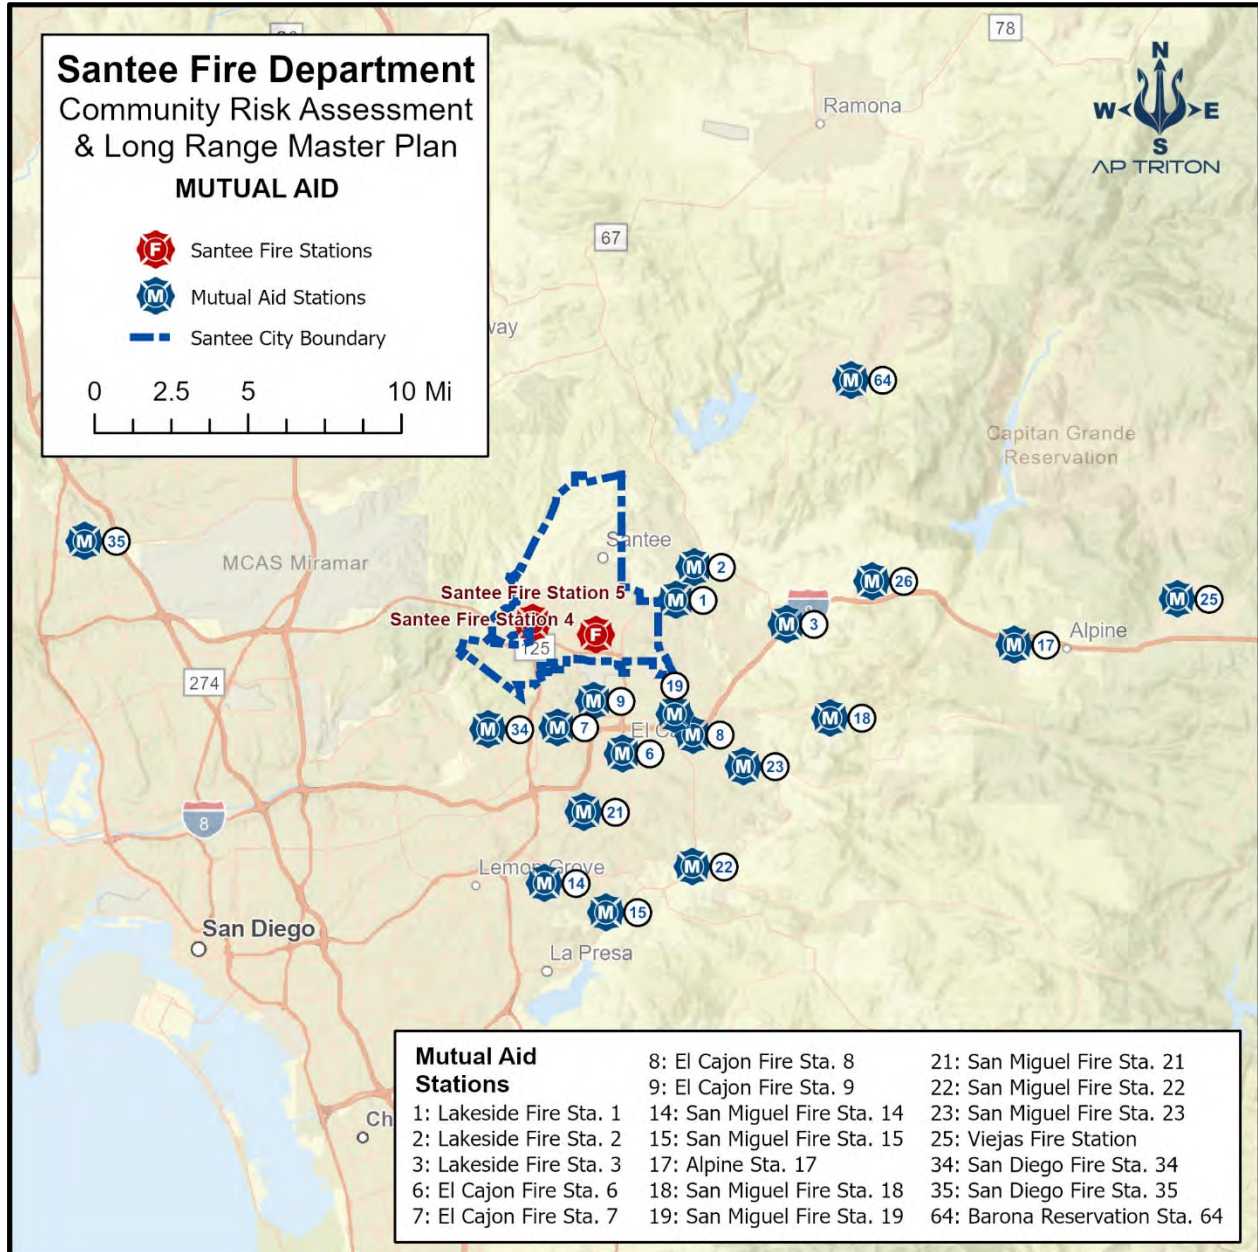 Santee Fire Department
Community Risk Assessment
& Long Range Master Plan
MUTUAL AID
F Santee Fire Stations
M Mutual Aid Stations
Santee City Boundary
0 2.5 5 10 Mi
78
N
W E
S
AP TRITON
Ramona
67
way
M 64
Capitan Grande
Reservation
M 35
MCAS Miramar
Santee
M 2
M 1
M 26
M 25
8
M 3
Santee Fire Station 5
Santee Fire Station 4
F
125
M 17
Alpine
274
19
M
M 9
M 34
M 7
El Ca
M 8
M 18
M 6
M 23
M 21
8
Lemon Grove
M 22
M 14
M 15
San Diego
La Presa
Ch
Mutual Aid
Stations
1: Lakeside Fire Sta. 1
2: Lakeside Fire Sta. 2
3: Lakeside Fire Sta. 3
6: El Cajon Fire Sta. 6
7: El Cajon Fire Sta. 7
8: El Cajon Fire Sta. 8
9: El Cajon Fire Sta. 9
14: San Miguel Fire Sta. 14
15: San Miguel Fire Sta. 15
17: Alpine Sta. 17
18: San Miguel Fire Sta. 18
19: San Miguel Fire Sta. 19
21: San Miguel Fire Sta. 21
22: San Miguel Fire Sta. 22
23: San Miguel Fire Sta. 23
25: Viejas Fire Station
34: San Diego Fire Sta. 34
35: San Diego Fire Sta. 35
64: Barona Reservation Sta. 64